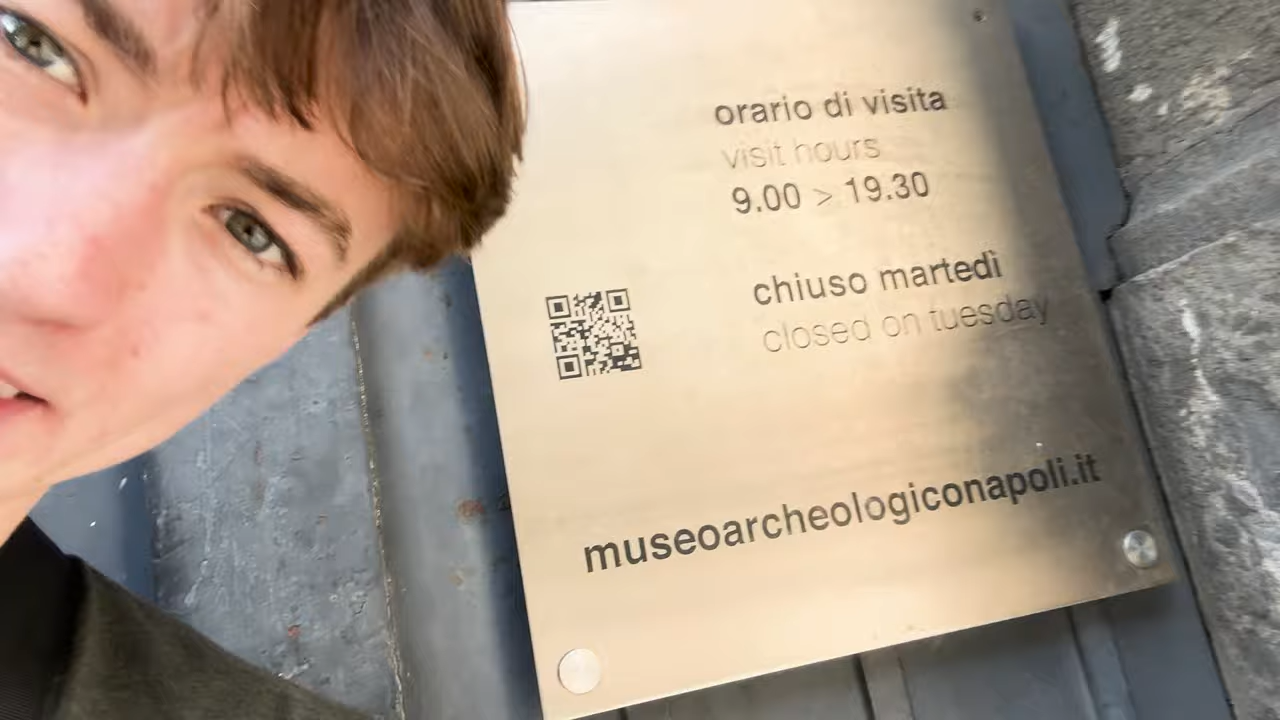 orario di visita
visit hours
9.00 > 19.30
chiuso martedì
closed on tuesday
museoarcheologiconapoli.it